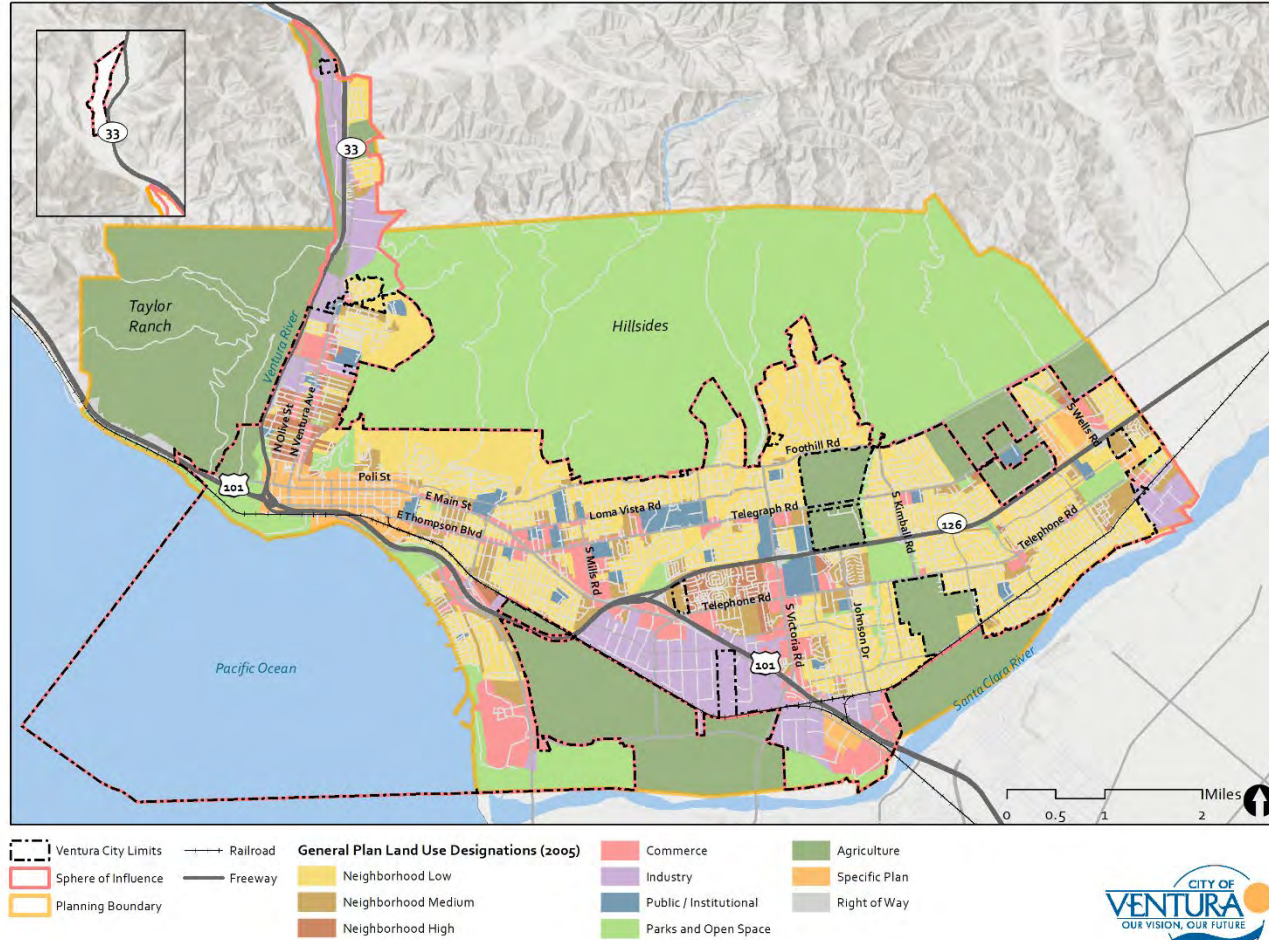 33
33
Taylor
Ranch
Ventura River
Hillsides
N Olive St
N Ventura Ave
S Wells Rd
Foothill Rd
101
Poli St
E Main St
E Thompson Blvd
Loma Vista Rd
Telegraph Rd
S Kimball Rd
126
Telephone Rd
S Mills Rd
Telephone Rd
S Victoria Rd
Johnson Dr
101
Pacific Ocean
Santa Clara River
Miles
0 0.5 1 2
Ventura City Limits
Sphere of Influence
Planning Boundary
Railroad
Freeway
General Plan Land Use Designations (2005)
Neighborhood Low
Neighborhood Medium
Neighborhood High
Commerce
Industry
Public / Institutional
Parks and Open Space
Agriculture
Specific Plan
Right of Way
CITY OF
VENTURA
OUR VISION, OUR FUTURE